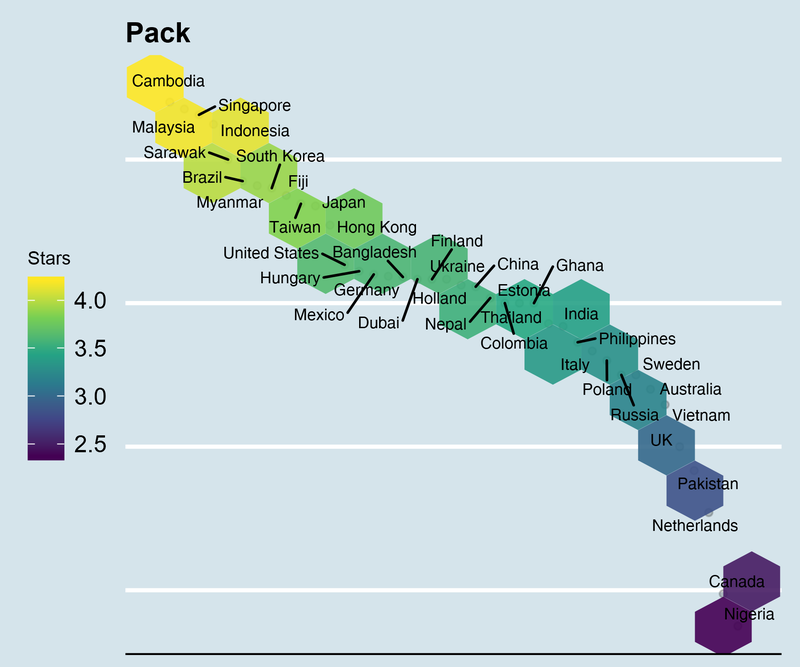 Pack
Cambodia
Singapore
Malaysia
Indonesia
Sarawak
South Korea
Brazil
Fiji
Myanmar
Japan
Taiwan
Hong Kong
Finland
United States
Bangladesh
Ukraine
China
Ghana
Hungary
Germany
Estonia
Holland
Mexico
Dubai
Nepal
Thailand
India
Colombia
Philippines
Italy
Sweden
Poland
Australia
Russia
Vietnam
UK
Pakistan
Netherlands
Canada
Nigeria
Stars
4.0
3.5
3.0
2.5